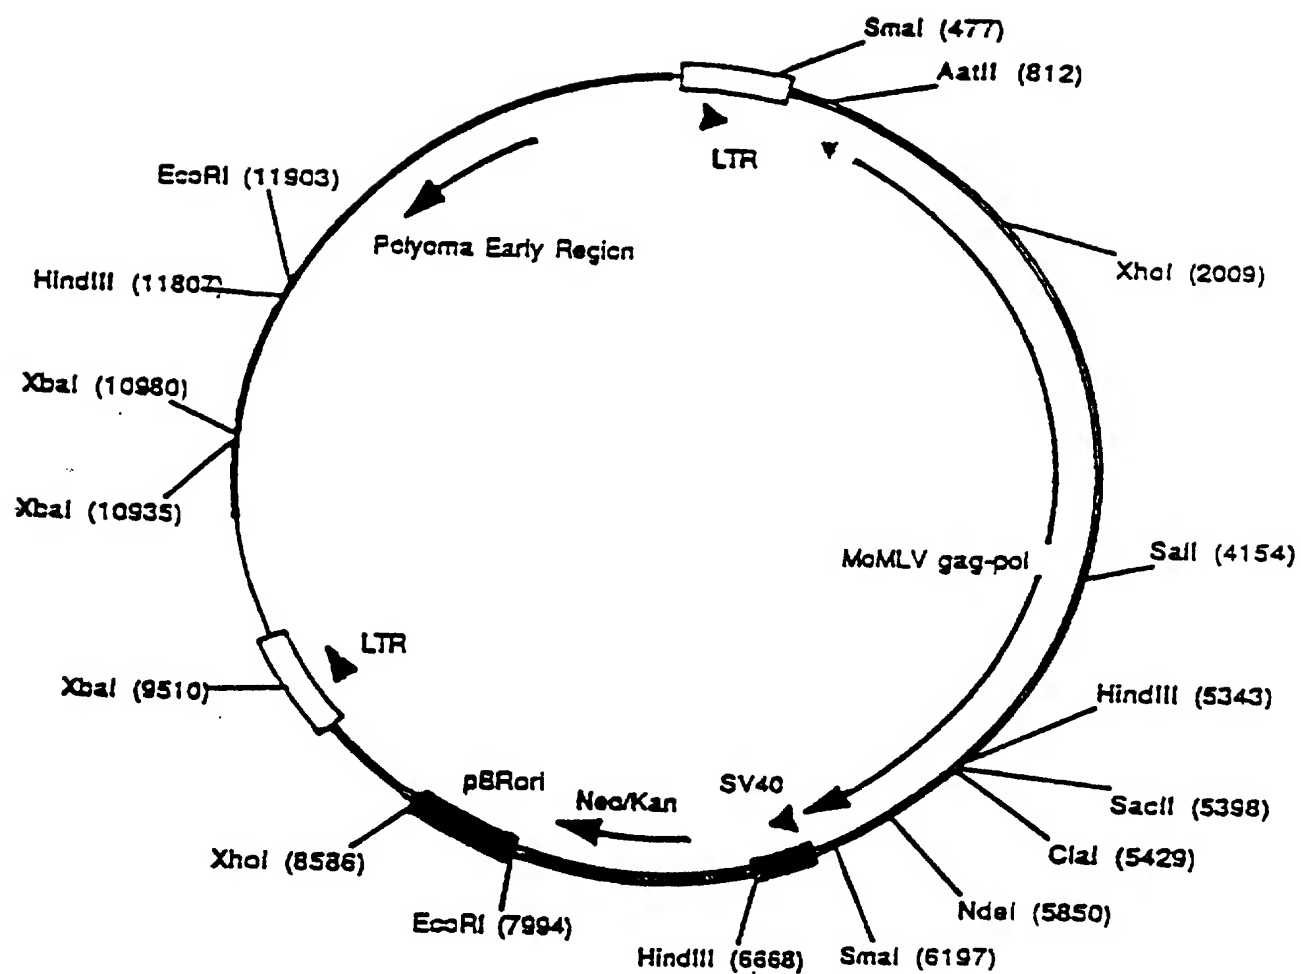 SmaI (477)
AatII (812)
LTR
EcoRI (11903)
Polyoma Early Region
HindIII (11807)
XhoI (2009)
XbaI (10980)
XbaI (10935)
MoMLV gag-pol
SalI (4154)
LTR
XbaI (9510)
HindIII (5343)
pBRori
Neo/Kan
SV40
SacII (5398)
XhoI (8586)
ClaI (5429)
EcoRI (7994)
NdeI (5850)
HindIII (6668)
SmaI (6197)